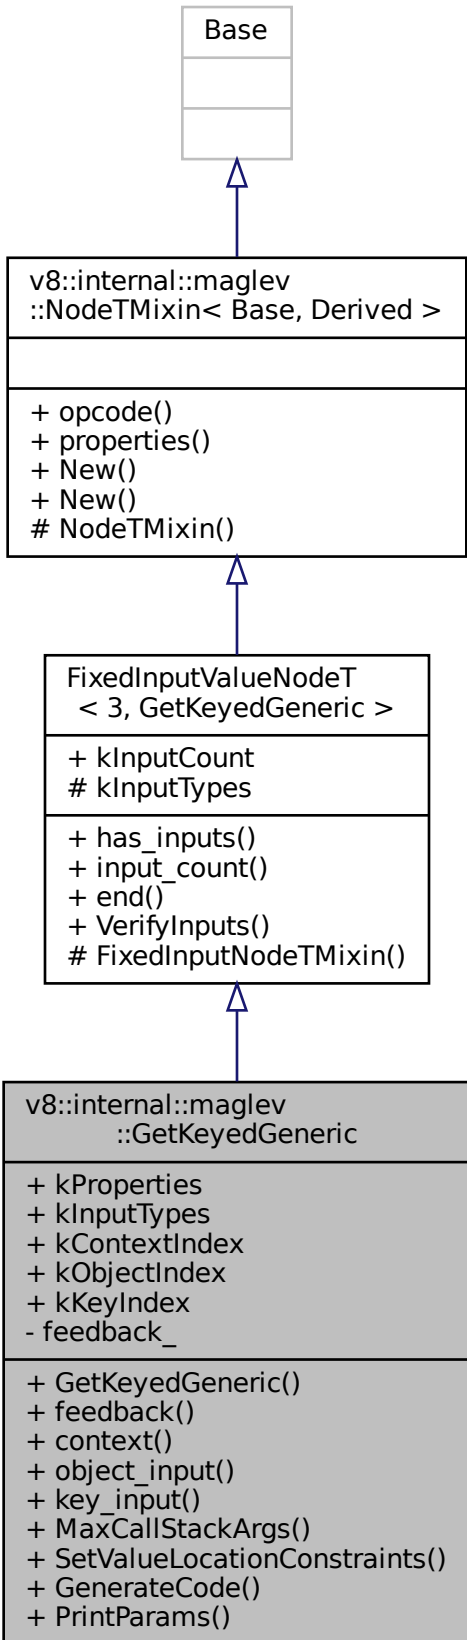 Base
v8::internal::maglev
::NodeTMixin< Base, Derived >
+ opcode()
+ properties()
+ New()
+ New()
# NodeTMixin()
FixedInputValueNodeT
< 3, GetKeyedGeneric >
+ kInputCount
# kInputTypes
+ has_inputs()
+ input_count()
+ end()
+ VerifyInputs()
# FixedInputNodeTMixin()
v8::internal::maglev
::GetKeyedGeneric
+ kProperties
+ kInputTypes
+ kContextIndex
+ kObjectIndex
+ kKeyIndex
- feedback_
+ GetKeyedGeneric()
+ feedback()
+ context()
+ object_input()
+ key_input()
+ MaxCallStackArgs()
+ SetValueLocationConstraints()
+ GenerateCode()
+ PrintParams()